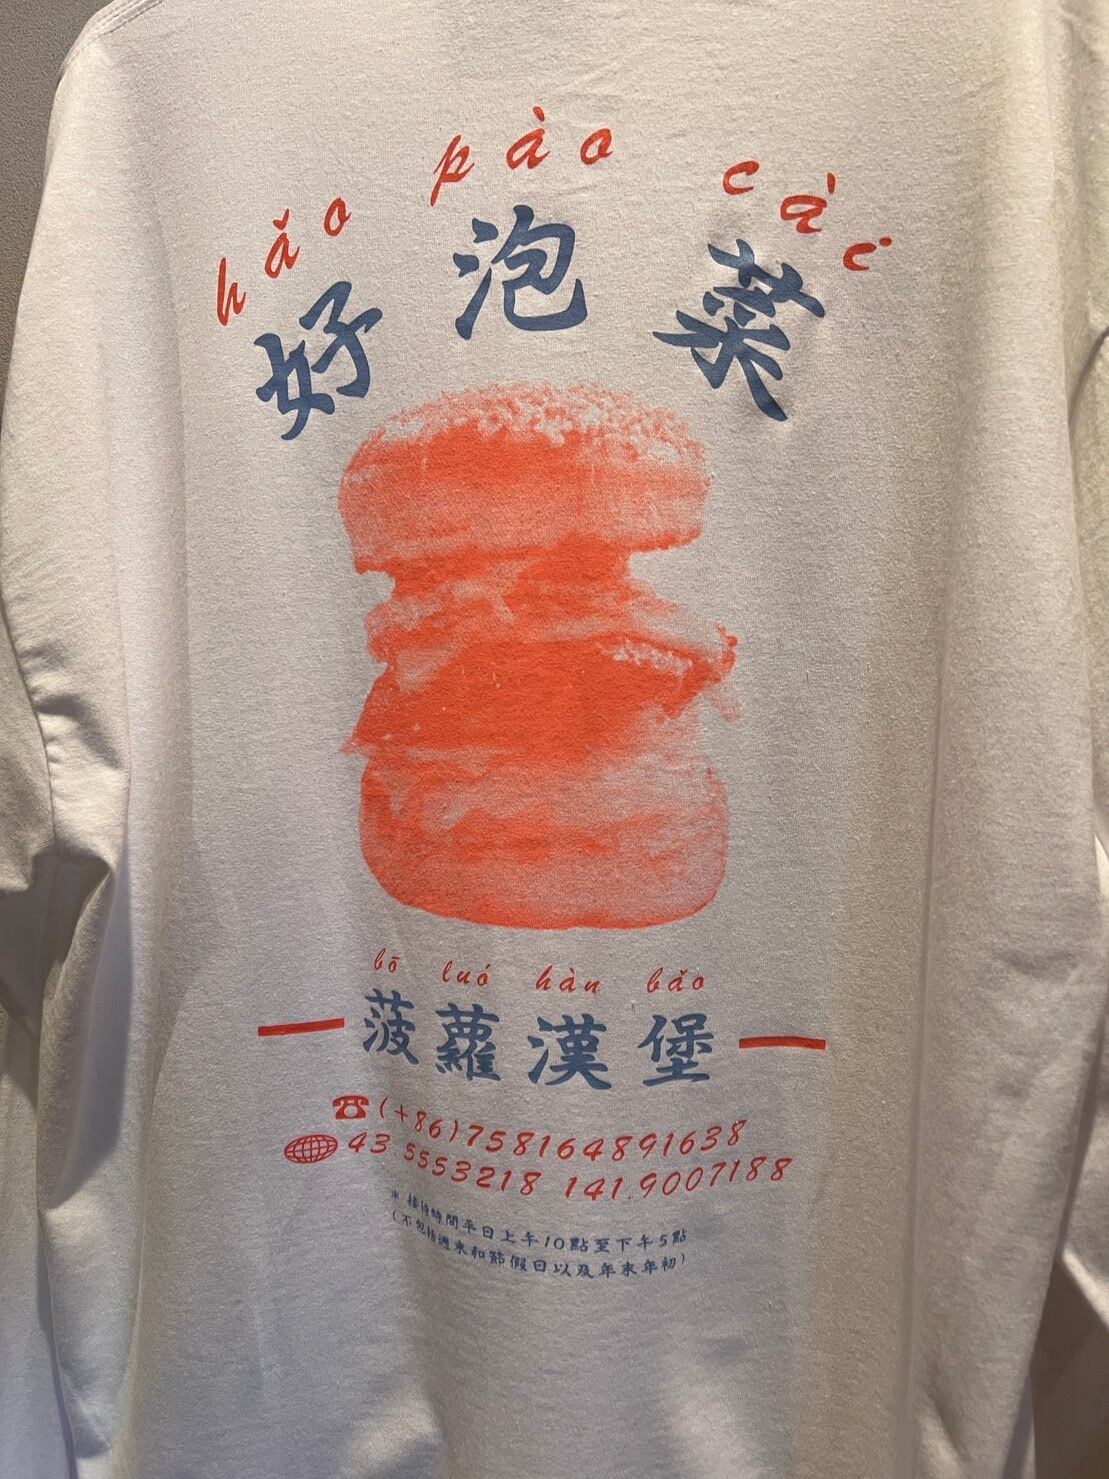 hǎo pào cài
好泡菜
bō luó hàn bǎo
菠蘿漢堡
(+86)758164891638
43.5553218 141.9007188
*接待時間平日上午10點至下午5點
(不包括週末和節假日以及年末年初)